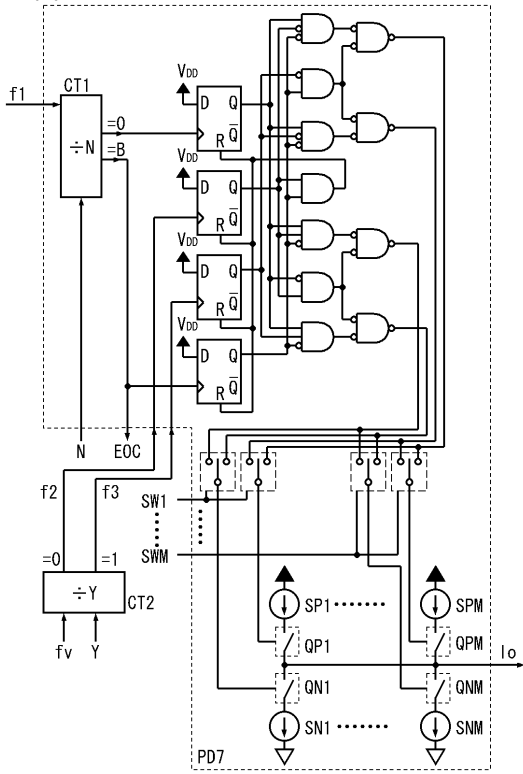 f1
CT1
÷N
=0
=B
VDD
D Q
Q
R
VDD
D Q
Q
R
VDD
D Q
Q
R
VDD
D Q
Q
R
N
EOC
f2
f3
=0
=1
÷Y
CT2
fv
Y
SW1
SWM
SP1
SPM
QP1
QPM
Io
QN1
QNM
SN1
SNM
PD7